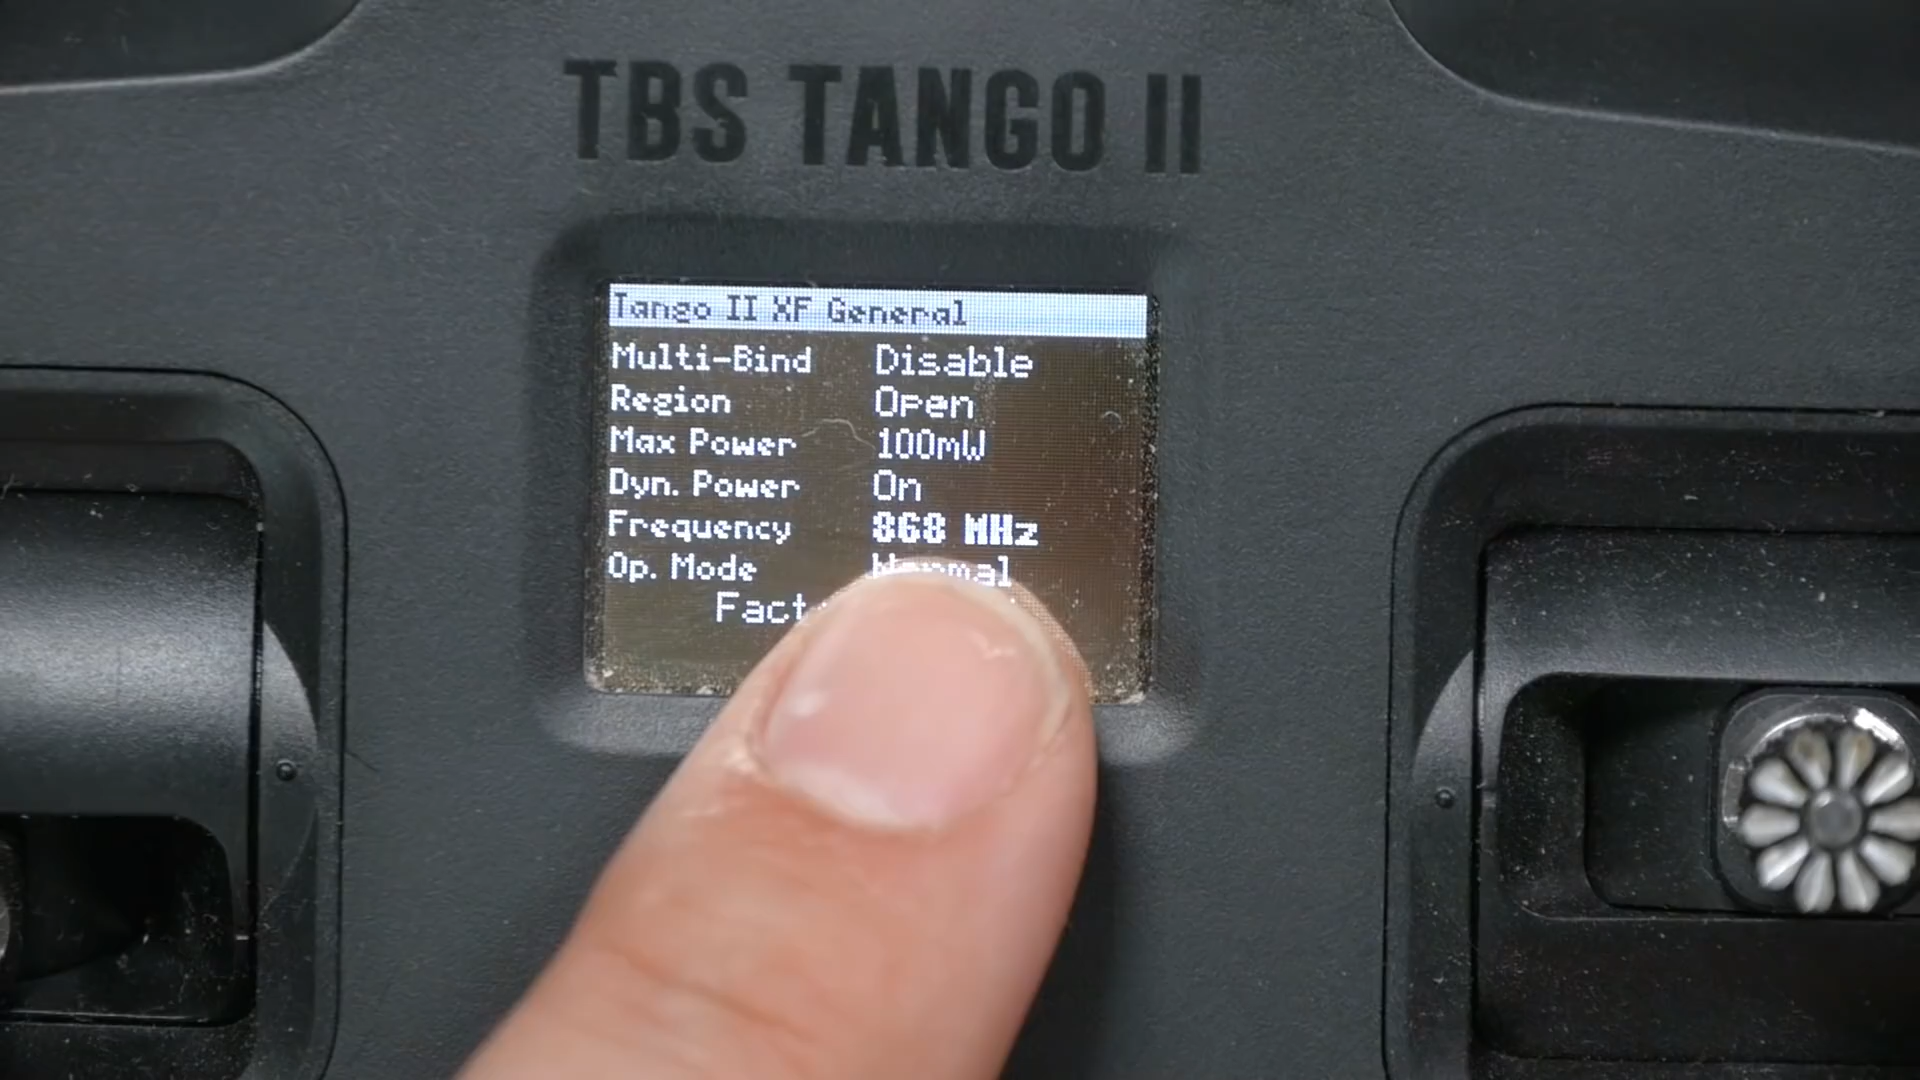 TBS TANGO II
Tango II XF General
Multi-Bind Disable
Region Open
Max Power 100mW
Dyn. Power On
Frequency 868 MHz
Op. Mode Normal